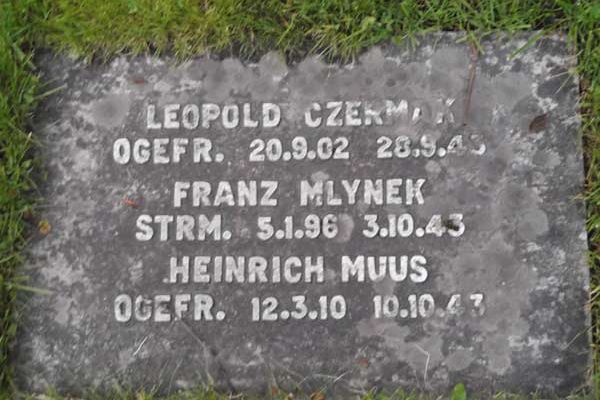 LEOPOLD CZERMAK
OGEFR. 20.9.02 28.9.43
FRANZ MLYNEK
STRM. 5.1.96 3.10.43
HEINRICH MUUS
OGEFR. 12.3.10 10.10.43